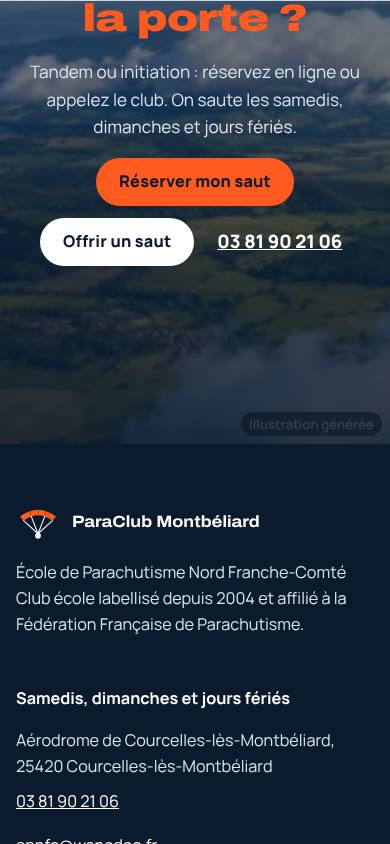 la porte ?
Tandem ou initiation : réservez en ligne ou
appelez le club. On saute les samedis,
dimanches et jours fériés.
Réserver mon saut
Offrir un saut
03 81 90 21 06
Illustration générée
ParaClub Montbéliard
École de Parachutisme Nord Franche-Comté
Club école labellisé depuis 2004 et affilié à la
Fédération Française de Parachutisme.
Samedis, dimanches et jours fériés
Aérodrome de Courcelles-lès-Montbéliard,
25420 Courcelles-lès-Montbéliard
03 81 90 21 06